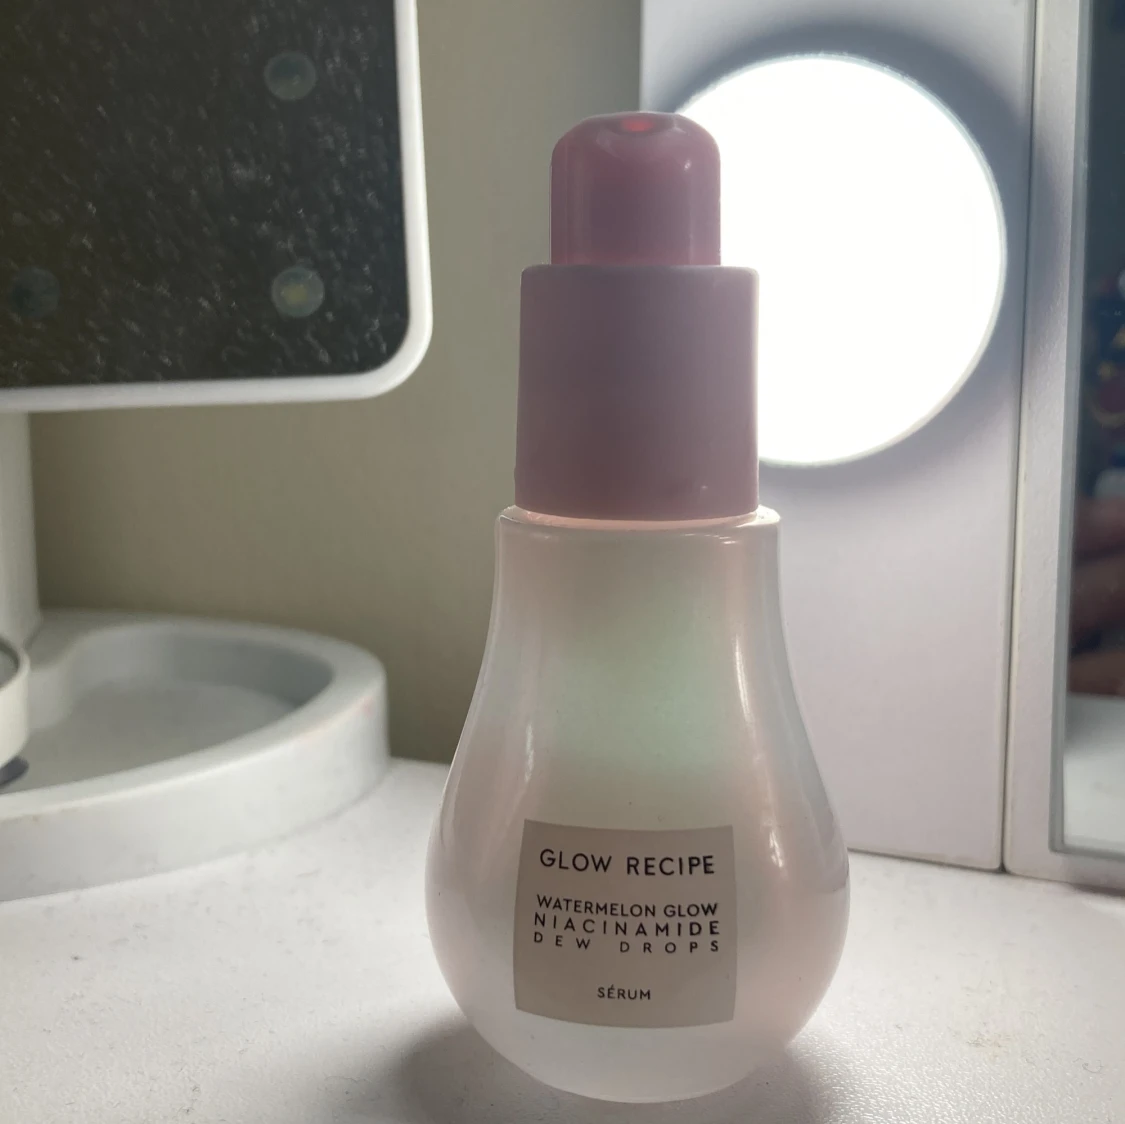 GLOW RECIPE
WATERMELON GLOW
NIACINAMIDE
DEW DROPS
SÉRUM